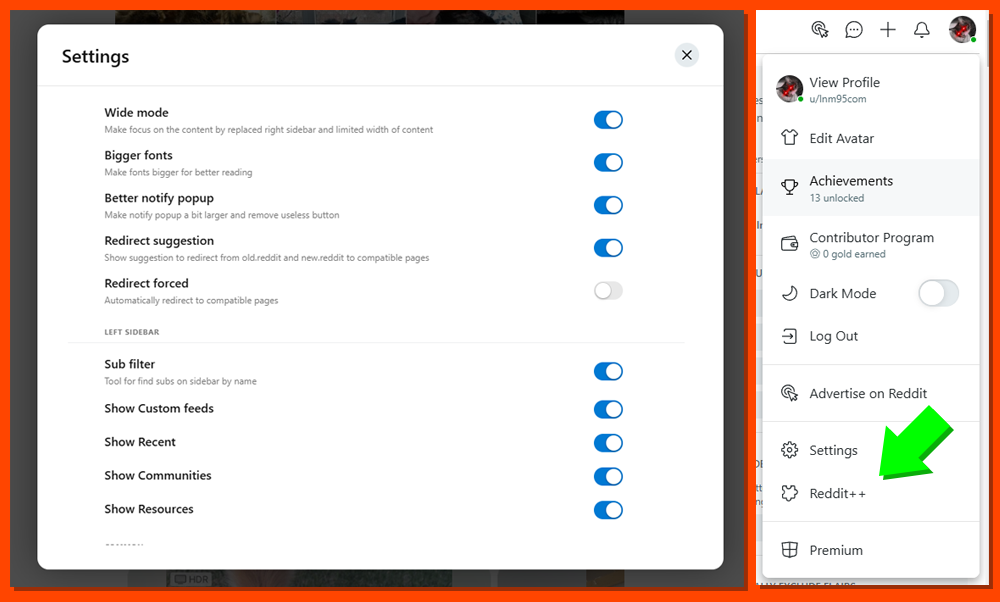 Settings
Wide mode
Make focus on the content by replaced right sidebar and limited width of content
Bigger fonts
Make fonts bigger for better reading
Better notify popup
Make notify popup a bit larger and remove useless button
Redirect suggestion
Show suggestion to redirect from old.reddit and new.reddit to compatible pages
Redirect forced
Automatically redirect to compatible pages
LEFT SIDEBAR
Sub filter
Tool for find subs on sidebar by name
Show Custom feeds
Show Recent
Show Communities
Show Resources
HDR
View Profile
u/lnm95com
Edit Avatar
Achievements
13 unlocked
Contributor Program
0 gold earned
Dark Mode
Log Out
Advertise on Reddit
Settings
Reddit++
Premium